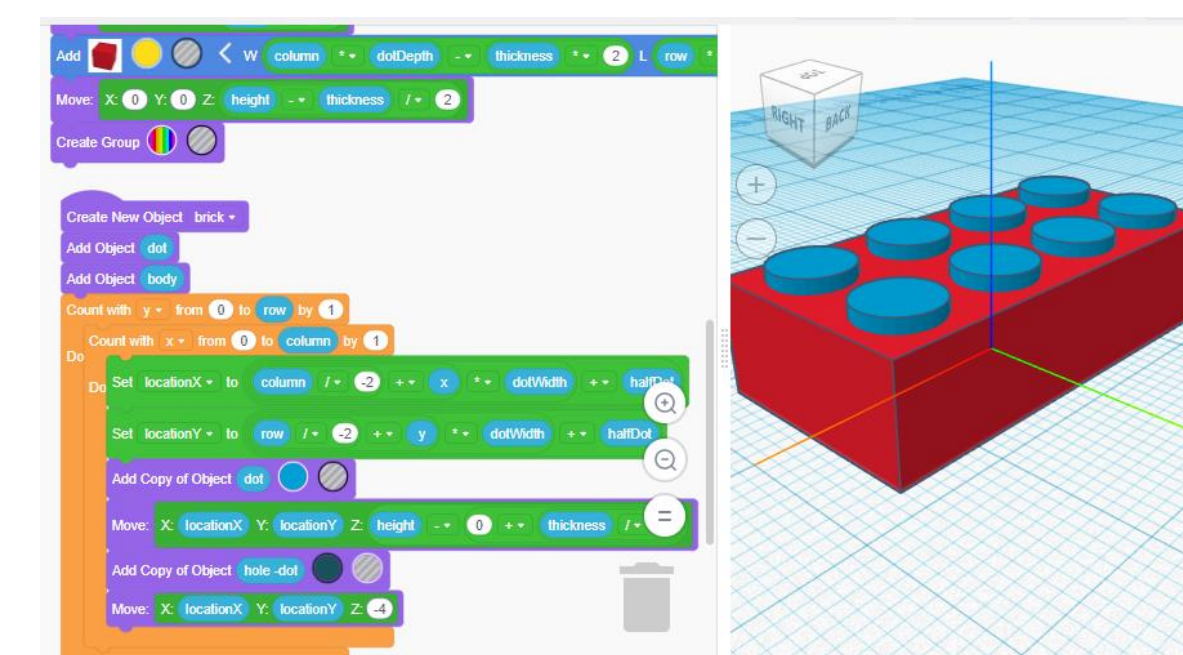 Add W column * dotDepth - thickness * 2 L row *
Move: X: 0 Y: 0 Z: height - thickness / 2
Create Group
Create New Object brick
Add Object dot
Add Object body
Count with y from 0 to row by 1
Count with x from 0 to column by 1
Do
Do Set locationX to column / -2 + x * dotWidth + halfDot
Set locationY to row / -2 + y * dotWidth + halfDot
Add Copy of Object dot
Move: X: locationX Y: locationY Z: height - 0 + thickness /
Add Copy of Object hole -dot
Move: X: locationX Y: locationY Z: -4
TOP
RIGHT BACK